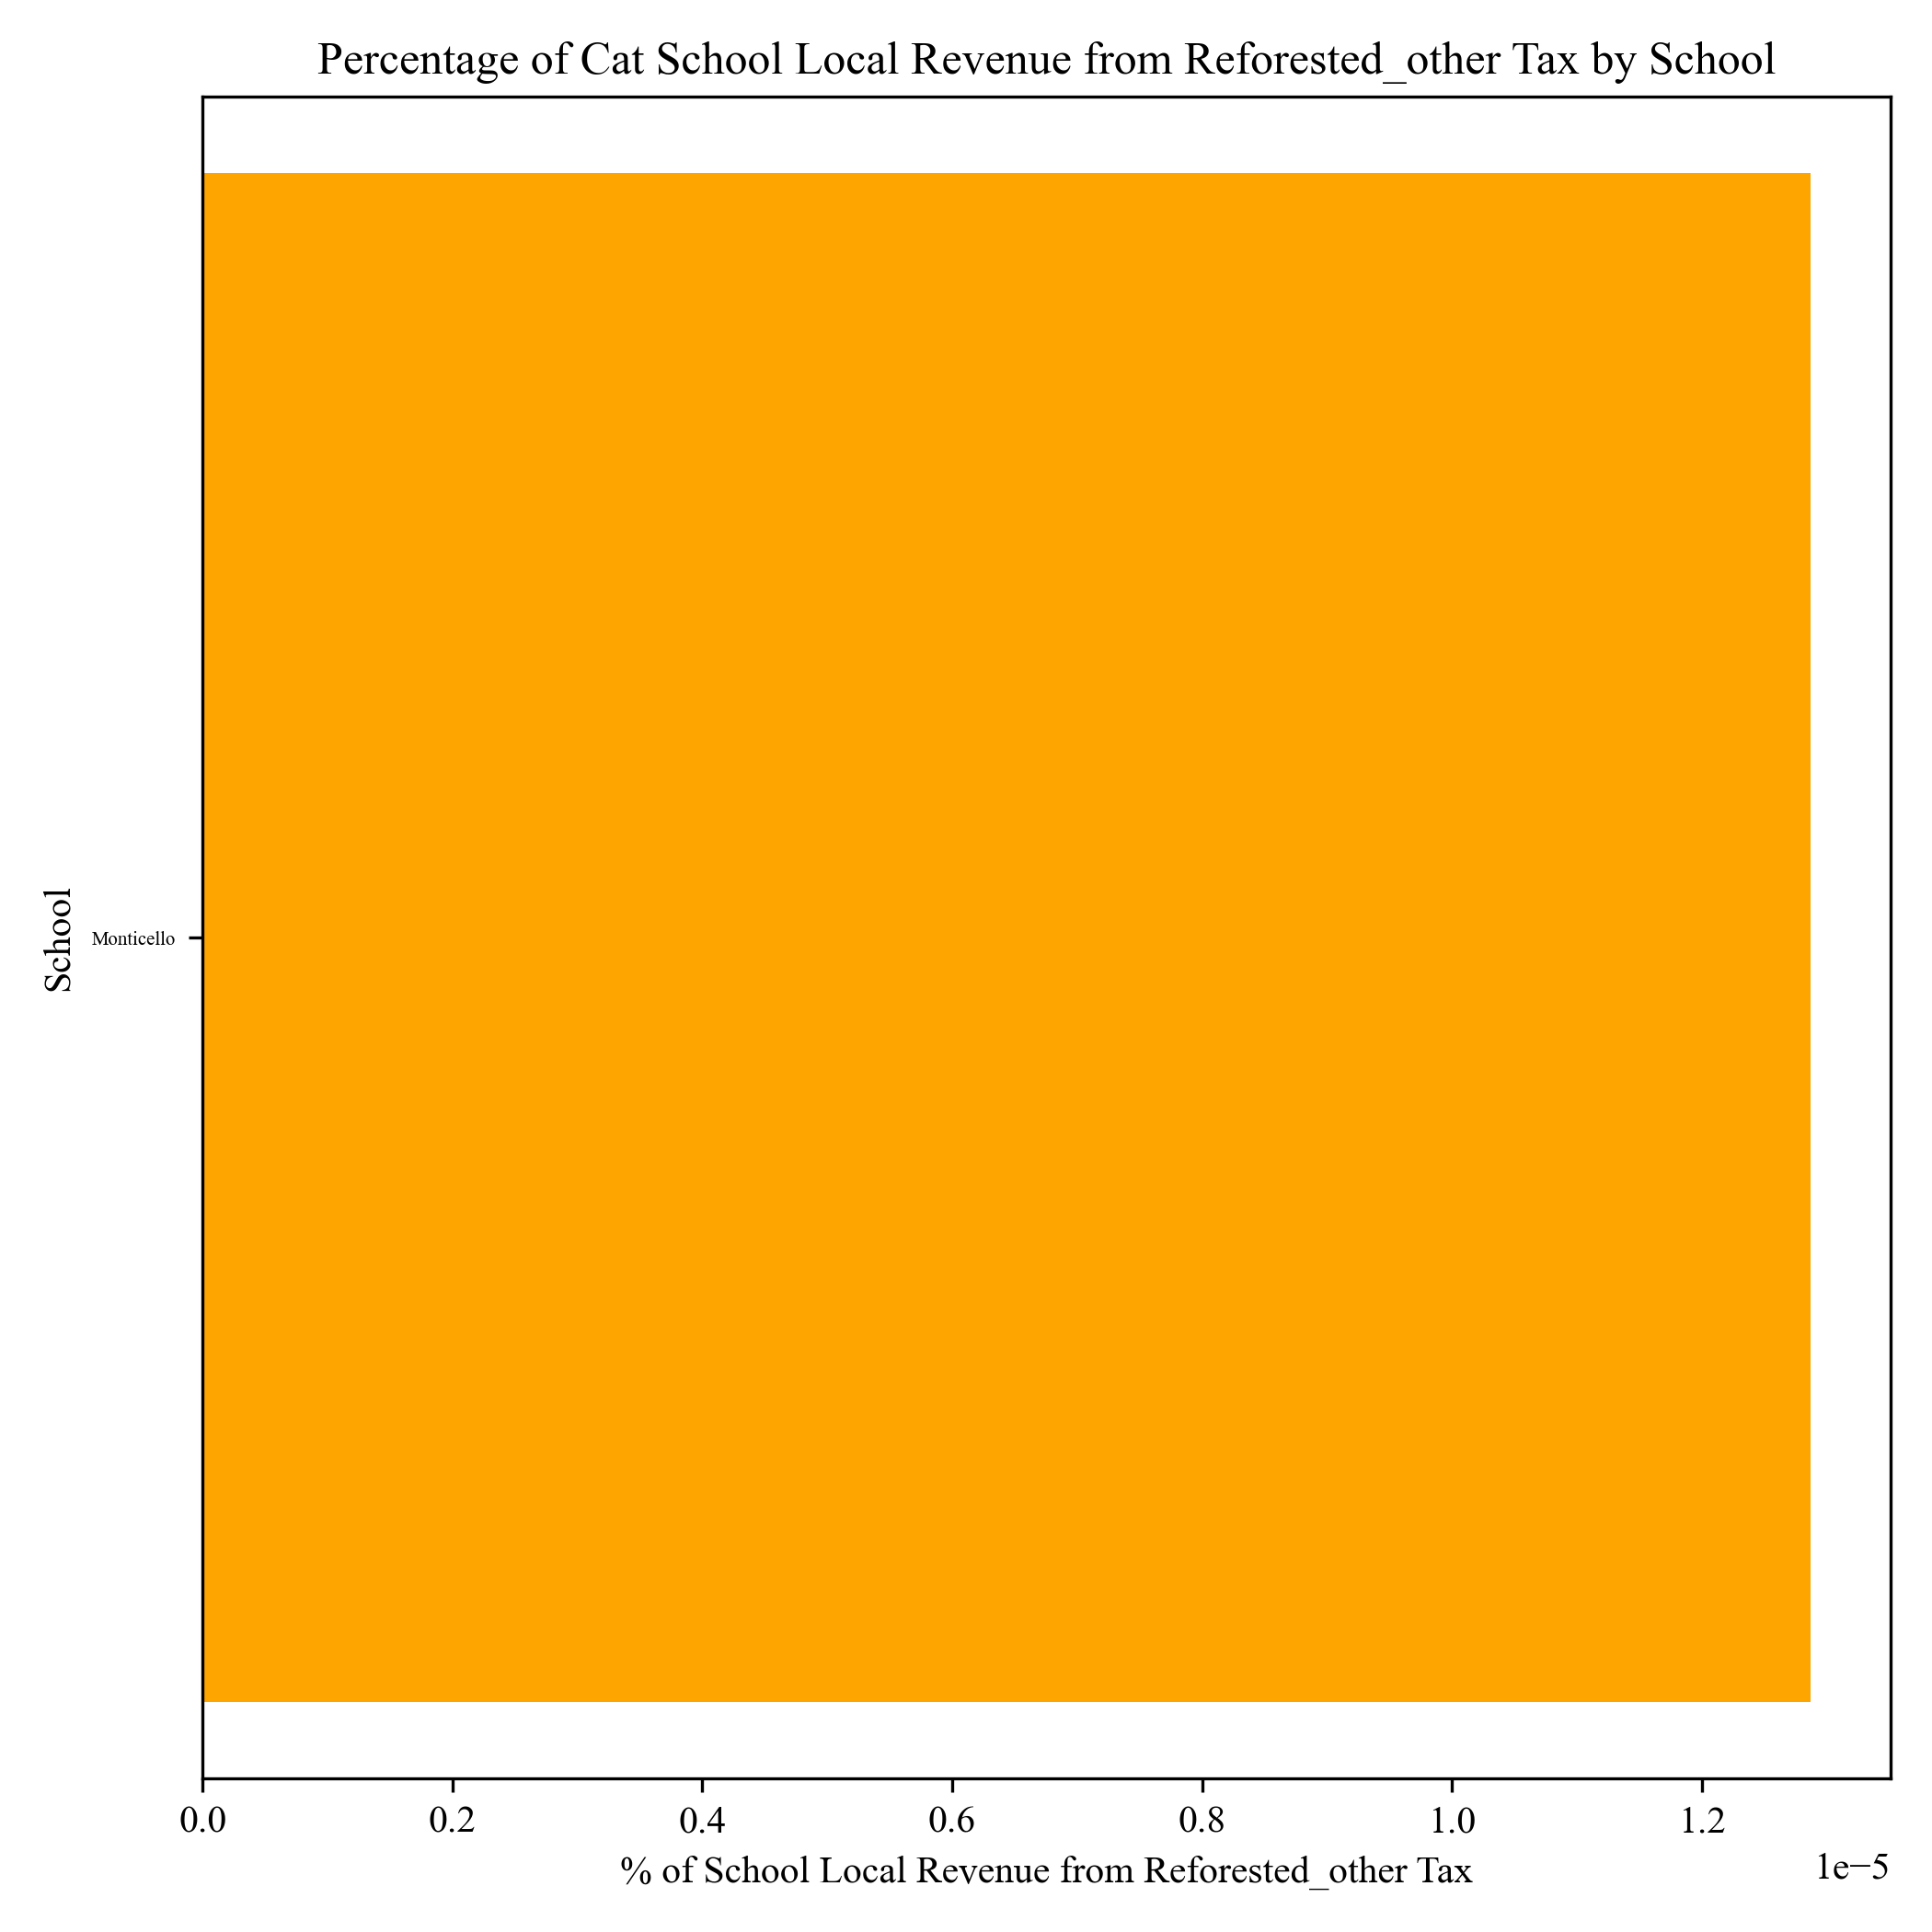 Percentage of Cat School Local Revenue from Reforested_other Tax by School
School
Monticello
0.0 0.2 0.4 0.6 0.8 1.0 1.2
% of School Local Revenue from Reforested_other Tax
1e−5